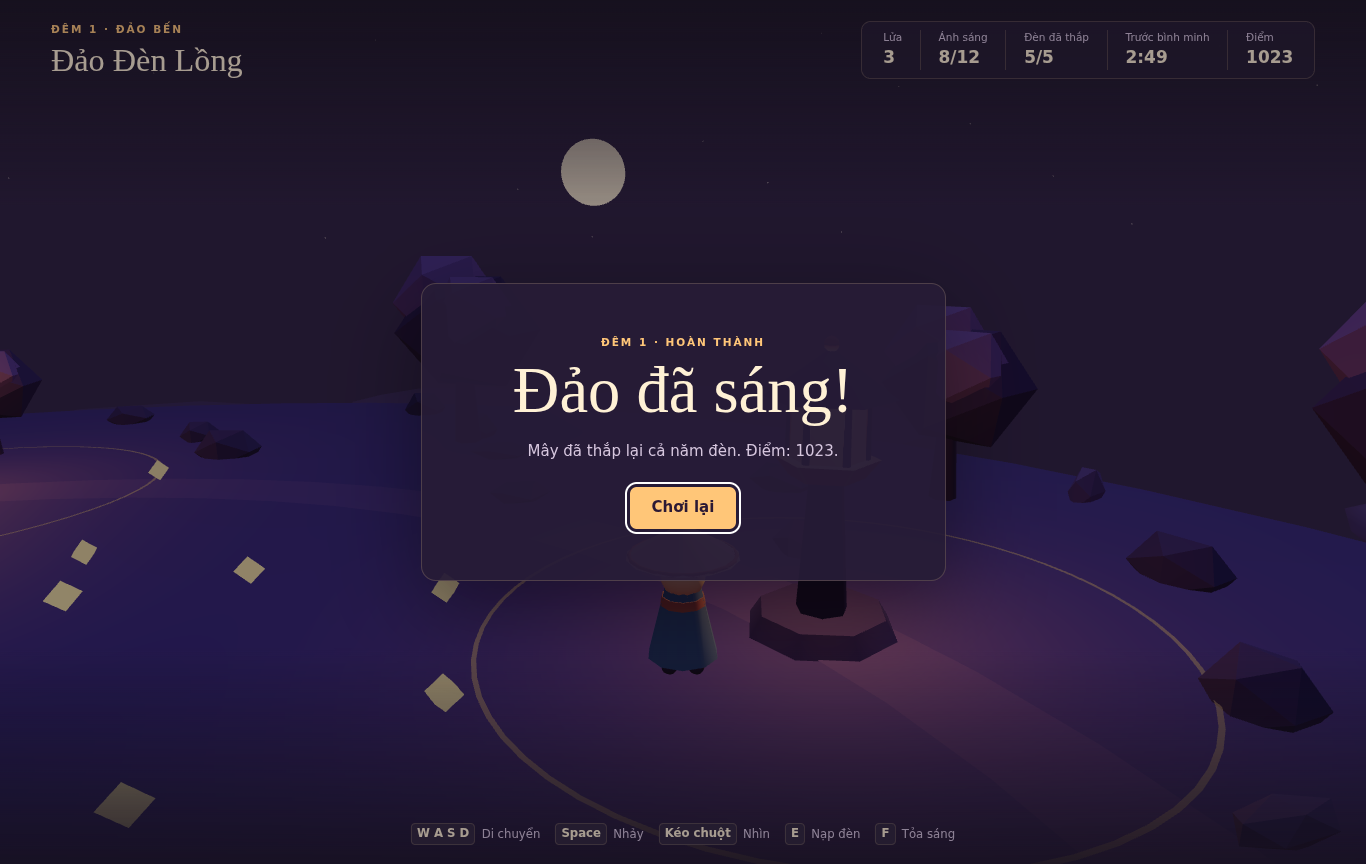 ĐÊM 1 · ĐẢO BẾN
Đảo Đèn Lồng
Lửa
3
Ánh sáng
8/12
Đèn đã thắp
5/5
Trước bình minh
2:49
Điểm
1023
ĐÊM 1 · HOÀN THÀNH
Đảo đã sáng!
Mây đã thắp lại cả năm đèn. Điểm: 1023.
Chơi lại
W A S D Di chuyển Space Nhảy Kéo chuột Nhìn E Nạp đèn F Tỏa sáng